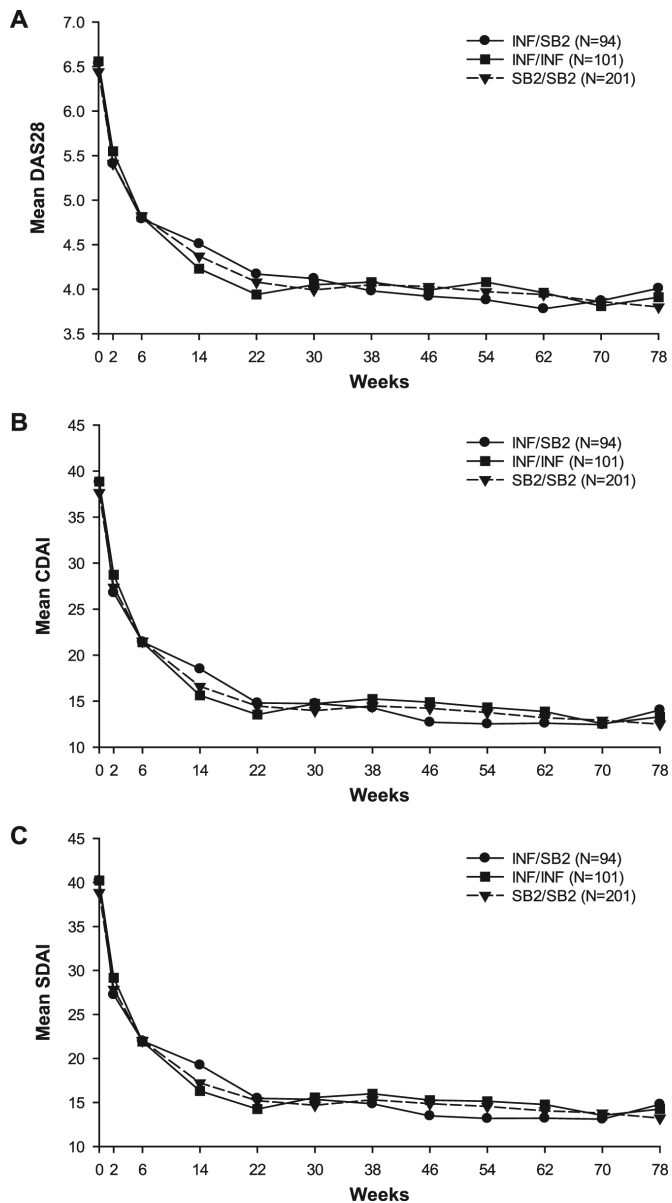 A
7.0
6.5
6.0
5.5
5.0
4.5
4.0
3.5
Mean DAS28
INF/SB2 (N=94)
INF/INF (N=101)
SB2/SB2 (N=201)
0 2 6 14 22 30 38 46 54 62 70 78
Weeks
B
45
40
35
30
25
20
15
10
Mean CDAI
INF/SB2 (N=94)
INF/INF (N=101)
SB2/SB2 (N=201)
0 2 6 14 22 30 38 46 54 62 70 78
Weeks
C
45
40
35
30
25
20
15
10
Mean SDAI
INF/SB2 (N=94)
INF/INF (N=101)
SB2/SB2 (N=201)
0 2 6 14 22 30 38 46 54 62 70 78
Weeks